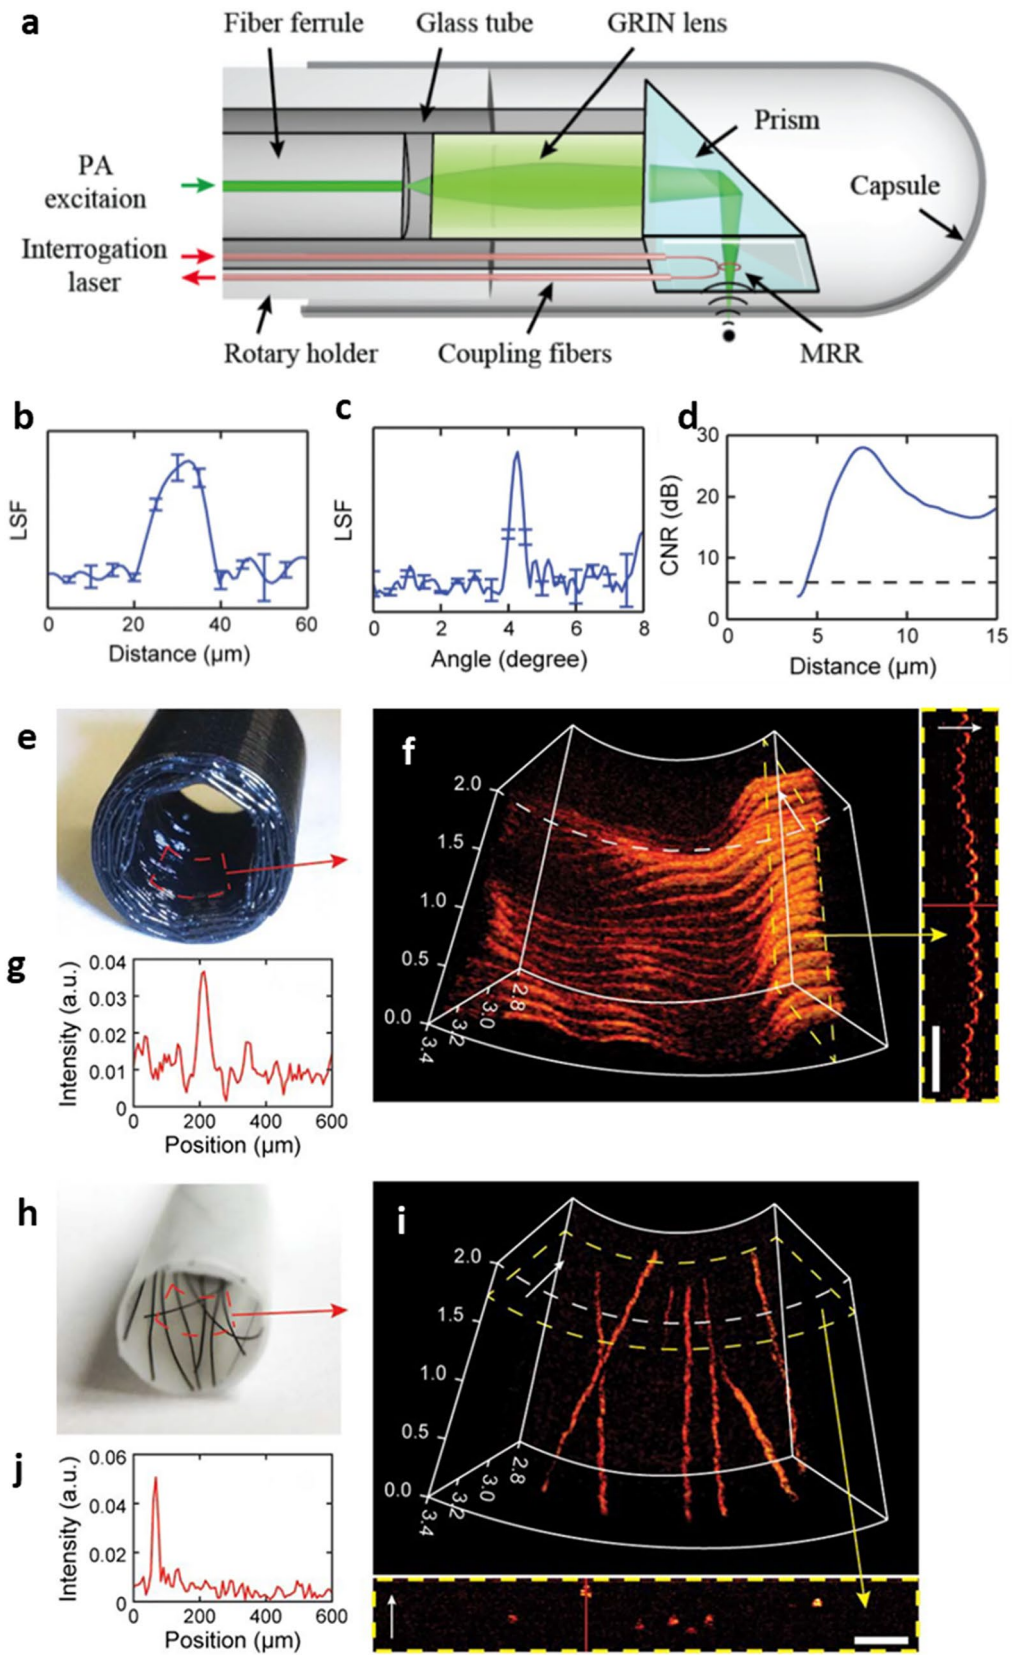 a
Fiber ferrule
Glass tube
GRIN lens
Prism
Capsule
PA
excitaion
Interrogation
laser
Rotary holder
Coupling fibers
MRR
b
LSF
0
20
40
60
Distance (μm)
c
LSF
0
2
4
6
8
Angle (degree)
d
CNR (dB)
30
20
10
0
0
5
10
15
Distance (μm)
e
f
2.0
1.5
1.0
0.5
0.0
2.8
3.0
3.2
3.4
g
Intensity (a.u.)
0.04
0.03
0.02
0.01
0
0
200
400
600
Position (μm)
h
i
2.0
1.5
1.0
0.5
0.0
2.8
3.0
3.2
3.4
j
Intensity (a.u.)
0.06
0.04
0.02
0
0
200
400
600
Position (μm)